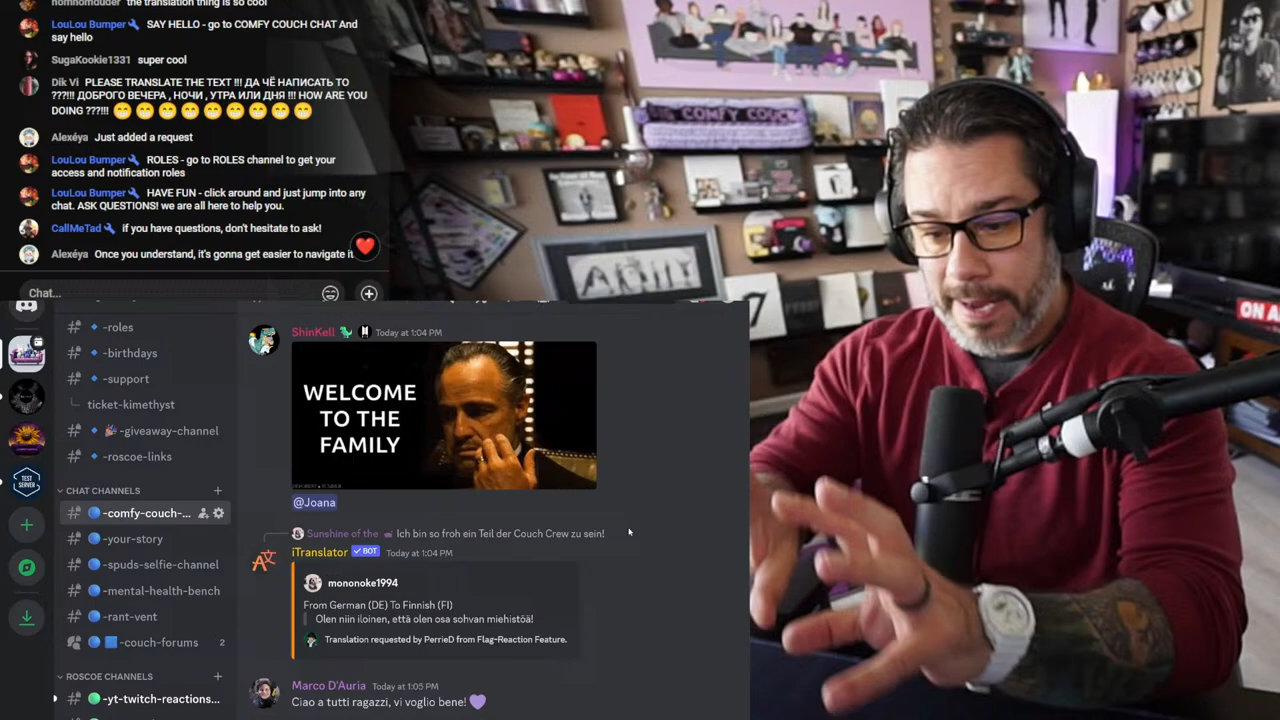 nomnomduder the translation thing is so cool
LouLou Bumper SAY HELLO - go to COMFY COUCH CHAT And
say hello
SugaKookie1331 super cool
Dik Vi PLEASE TRANSLATE THE TEXT !!! ДА ЧЁ НАПИСАТЬ ТО
???!!! ДОБРОГО ВЕЧЕРА , НОЧИ , УТРА ИЛИ ДНЯ !!! HOW ARE YOU
DOING ???!!! 😁😁😁😁😁😁😁😁😁
Alexéya Just added a request
LouLou Bumper ROLES - go to ROLES channel to get your
access and notification roles
LouLou Bumper HAVE FUN - click around and just jump into any
chat. ASK QUESTIONS! we are all here to help you.
CallMeTad if you have questions, don't hesitate to ask!
Alexéya Once you understand, it's gonna get easier to navigate it
Chat...
-roles
-birthdays
-support
ticket-kimethyst
-giveaway-channel
-roscoe-links
CHAT CHANNELS
-comfy-couch-...
-your-story
-spuds-selfie-channel
-mental-health-bench
-rant-vent
-couch-forums 2
ROSCOE CHANNELS
-yt-twitch-reactions...
TEST
SERVER
ShinKell Today at 1:04 PM
WELCOME
TO THE
FAMILY
@Joana
Sunshine of the Ich bin so froh ein Teil der Couch Crew zu sein!
iTranslator BOT Today at 1:04 PM
mononoke1994
From German (DE) To Finnish (FI)
Olen niin iloinen, että olen osa sohvan miehistöä!
Translation requested by PerrieD from Flag-Reaction Feature.
Marco D'Auria Today at 1:05 PM
Ciao a tutti ragazzi, vi voglio bene! 💜
COMFY COUCH
ARMY
7
ON A